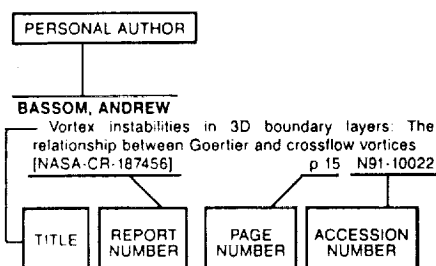 PERSONAL AUTHOR
BASSOM, ANDREW
Vortex instabilities in 3D boundary layers: The
relationship between Goertler and crossflow vortices
[NASA-CR-187456] p 15 N91-10022
TITLE
REPORT NUMBER
PAGE NUMBER
ACCESSION NUMBER